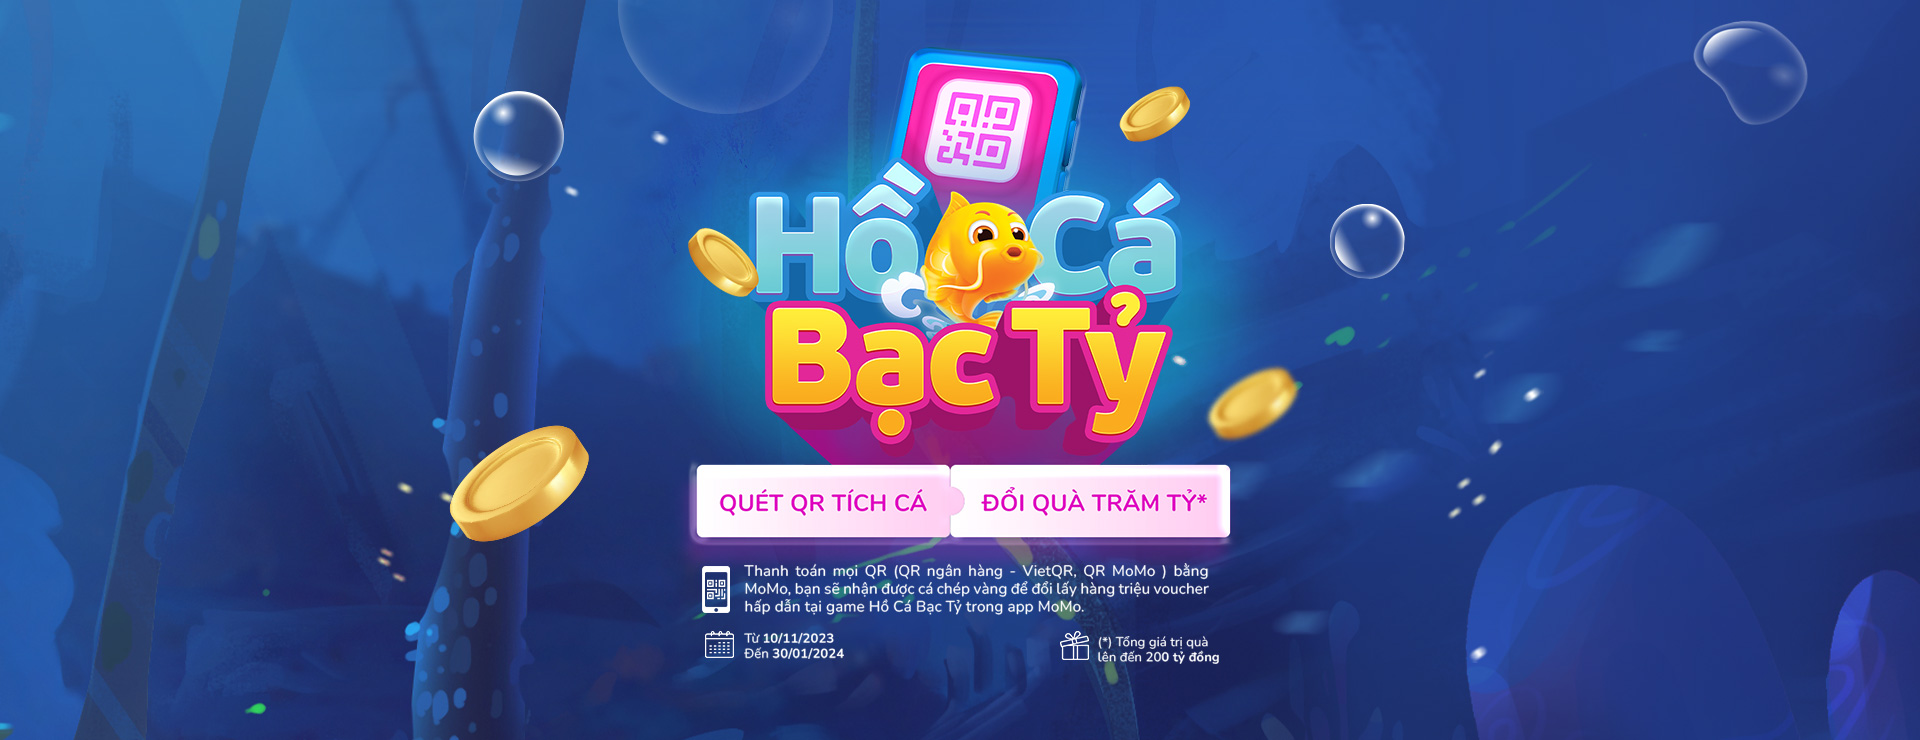 Hồ Cá
Bạc Tỷ
QUÉT QR TÍCH CÁ
ĐỔI QUÀ TRĂM TỶ*
Thanh toán mọi QR (QR ngân hàng - VietQR, QR MoMo ) bằng
MoMo, bạn sẽ nhận được cá chép vàng để đổi lấy hàng triệu voucher
hấp dẫn tại game Hồ Cá Bạc Tỷ trong app MoMo.
Từ 10/11/2023
Đến 30/01/2024
(*) Tổng giá trị quà
lên đến 200 tỷ đồng